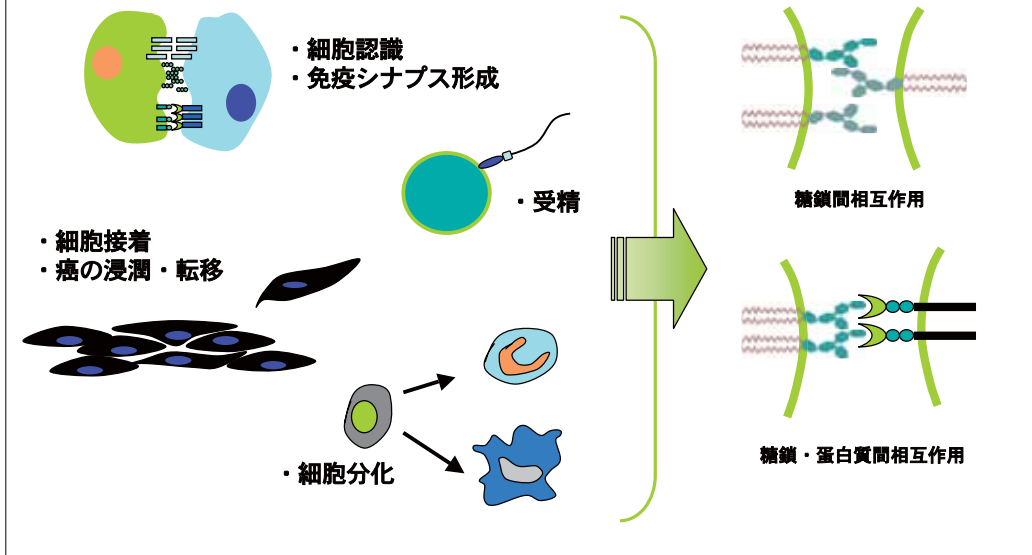 ・細胞認識
・免疫シナプス形成
・受精
・細胞接着
・癌の浸潤・転移
・細胞分化
糖鎖間相互作用
糖鎖・蛋白質間相互作用